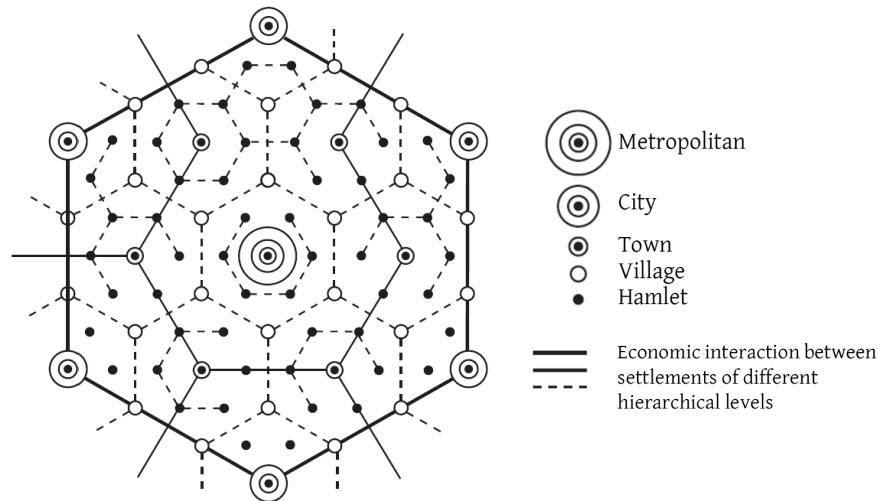 Metropolitan
City
Town
Village
Hamlet
Economic interaction between
settlements of different
hierarchical levels